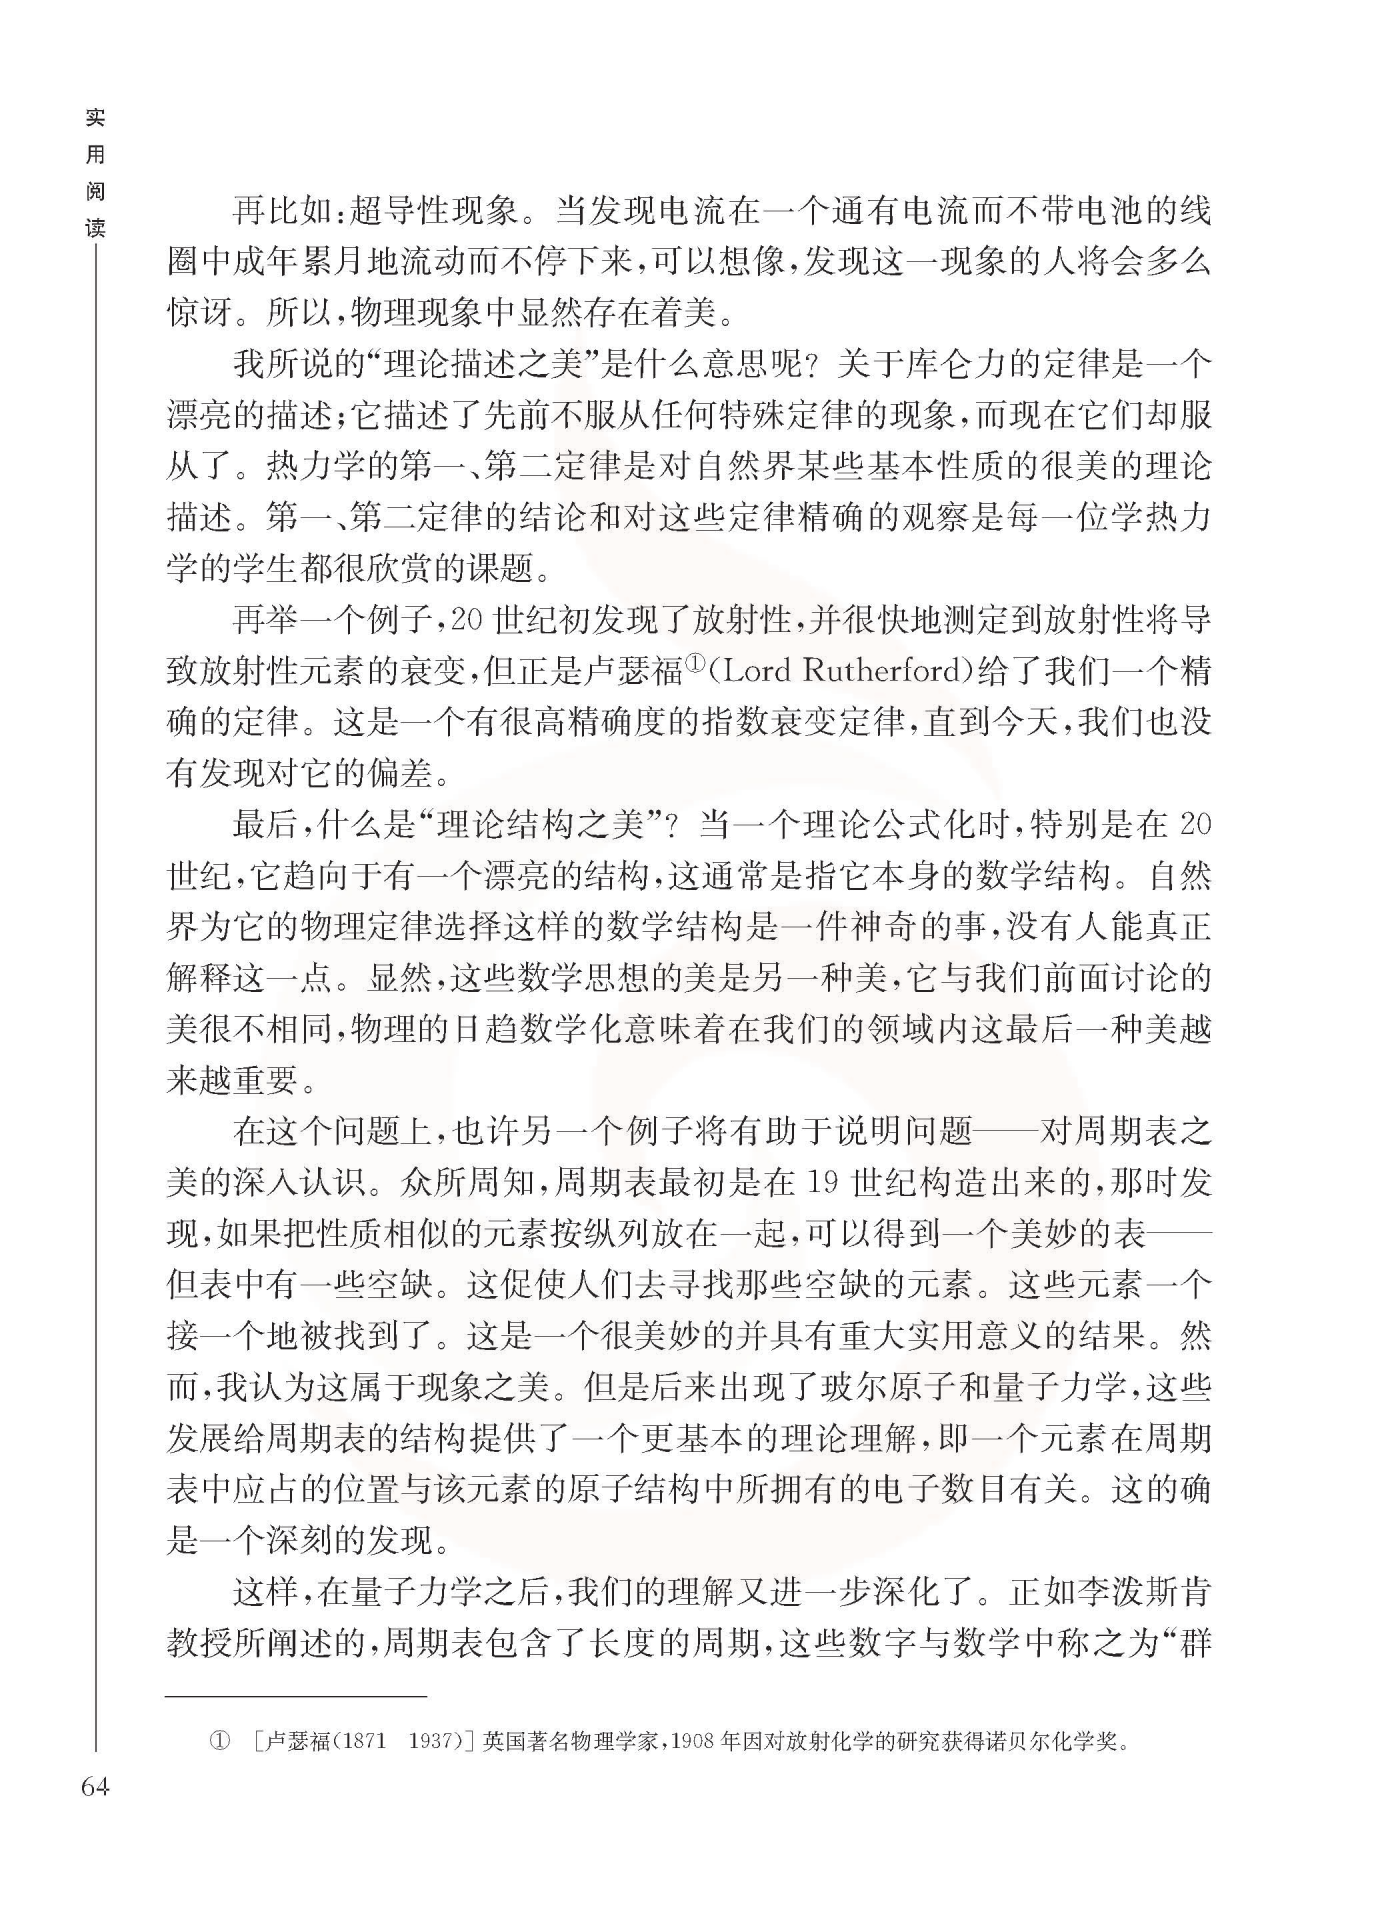 实用阅读
再比如:超导性现象。当发现电流在一个通有电流而不带电池的线
圈中成年累月地流动而不停下来,可以想像,发现这一现象的人将会多么
惊讶。所以,物理现象中显然存在着美。
我所说的“理论描述之美”是什么意思呢？关于库仑力的定律是一个
漂亮的描述;它描述了先前不服从任何特殊定律的现象,而现在它们却服
从了。热力学的第一、第二定律是对自然界某些基本性质的很美的理论
描述。第一、第二定律的结论和对这些定律精确的观察是每一位学热力
学的学生都很欣赏的课题。
再举一个例子,20 世纪初发现了放射性,并很快地测定到放射性将导
致放射性元素的衰变,但正是卢瑟福①(Lord Rutherford)给了我们一个精
确的定律。这是一个有很高精确度的指数衰变定律,直到今天,我们也没
有发现对它的偏差。
最后,什么是“理论结构之美”？当一个理论公式化时,特别是在 20
世纪,它趋向于有一个漂亮的结构,这通常是指它本身的数学结构。自然
界为它的物理定律选择这样的数学结构是一件神奇的事,没有人能真正
解释这一点。显然,这些数学思想的美是另一种美,它与我们前面讨论的
美很不相同,物理的日趋数学化意味着在我们的领域内这最后一种美越
来越重要。
在这个问题上,也许另一个例子将有助于说明问题——对周期表之
美的深入认识。众所周知,周期表最初是在 19 世纪构造出来的,那时发
现,如果把性质相似的元素按纵列放在一起,可以得到一个美妙的表——
但表中有一些空缺。这促使人们去寻找那些空缺的元素。这些元素一个
接一个地被找到了。这是一个很美妙的并具有重大实用意义的结果。然
而,我认为这属于现象之美。但是后来出现了玻尔原子和量子力学,这些
发展给周期表的结构提供了一个更基本的理论理解,即一个元素在周期
表中应占的位置与该元素的原子结构中所拥有的电子数目有关。这的确
是一个深刻的发现。
这样,在量子力学之后,我们的理解又进一步深化了。正如李泼斯肯
教授所阐述的,周期表包含了长度的周期,这些数字与数学中称之为“群
① [卢瑟福(1871 1937)] 英国著名物理学家,1908 年因对放射化学的研究获得诺贝尔化学奖。
64